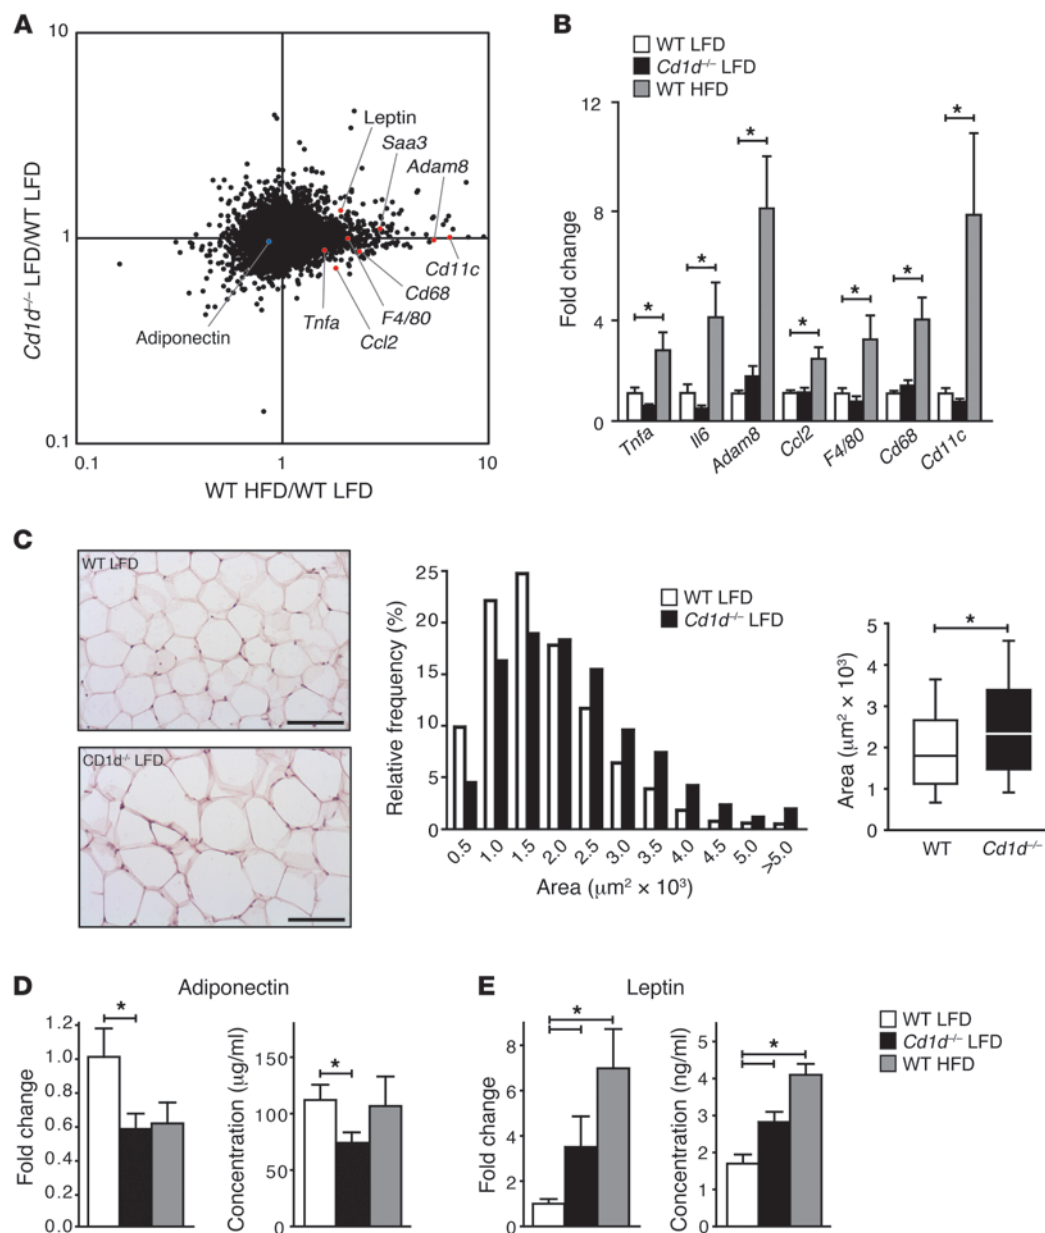 A
10
Cd1d⁻/⁻ LFD/WT LFD
1
0.1
Leptin
Saa3
Adam8
Cd11c
Cd68
F4/80
Ccl2
Tnfa
Adiponectin
0.1
1
10
WT HFD/WT LFD
B
WT LFD
Cd1d⁻/⁻ LFD
WT HFD
Fold change
12
8
4
0
* * * * * * *
Tnfa
Il6
Adam8
Ccl2
F4/80
Cd68
Cd11c
C
WT LFD
CD1d⁻/⁻ LFD
Relative frequency (%)
25
20
15
10
5
0
WT LFD
Cd1d⁻/⁻ LFD
0.5 1.0 1.5 2.0 2.5 3.0 3.5 4.0 4.5 5.0 >5.0
Area (μm² × 10³)
Area (μm² × 10³)
5
4
3
2
1
0
*
WT Cd1d⁻/⁻
D
Adiponectin
Fold change
1.2
1.0
0.8
0.6
0.4
0.2
0.0
*
Concentration (μg/ml)
150
100
50
0
*
E
Leptin
Fold change
8
6
4
2
0
*
Concentration (ng/ml)
5
4
3
2
1
0
*
WT LFD
Cd1d⁻/⁻ LFD
WT HFD